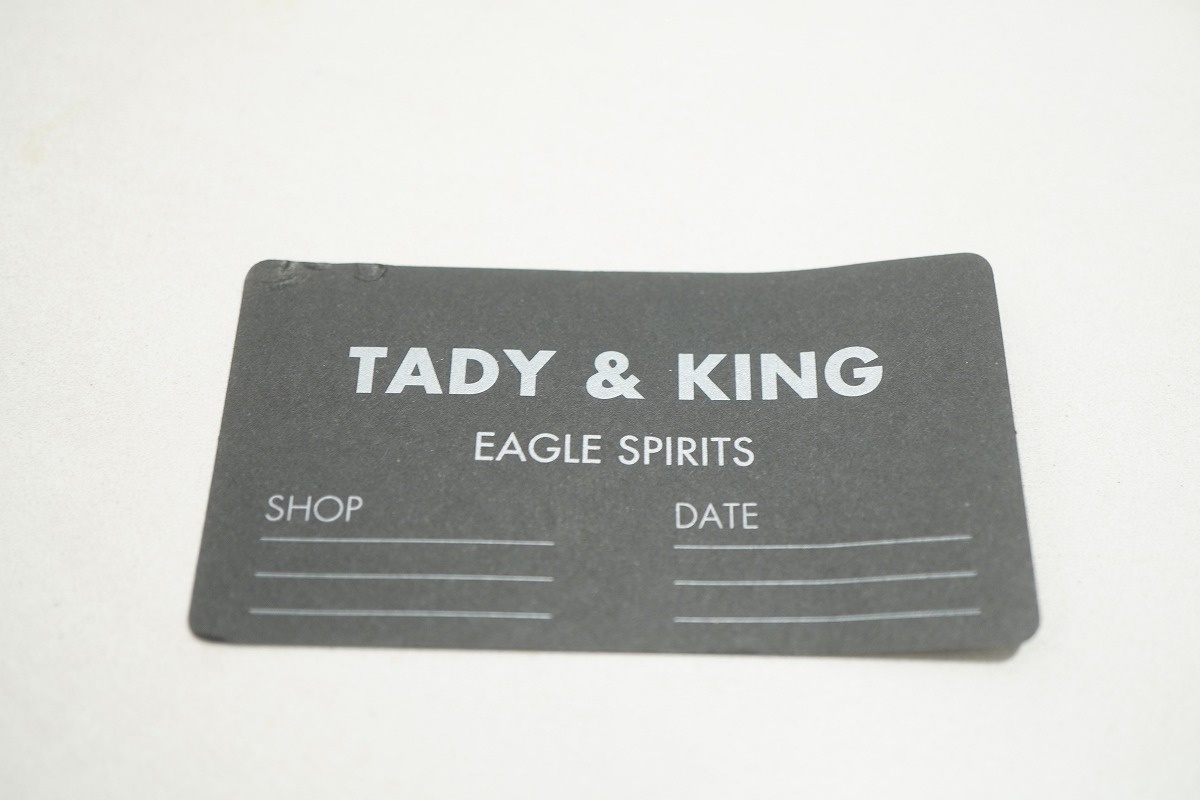 TADY & KING
EAGLE SPIRITS
SHOP
DATE